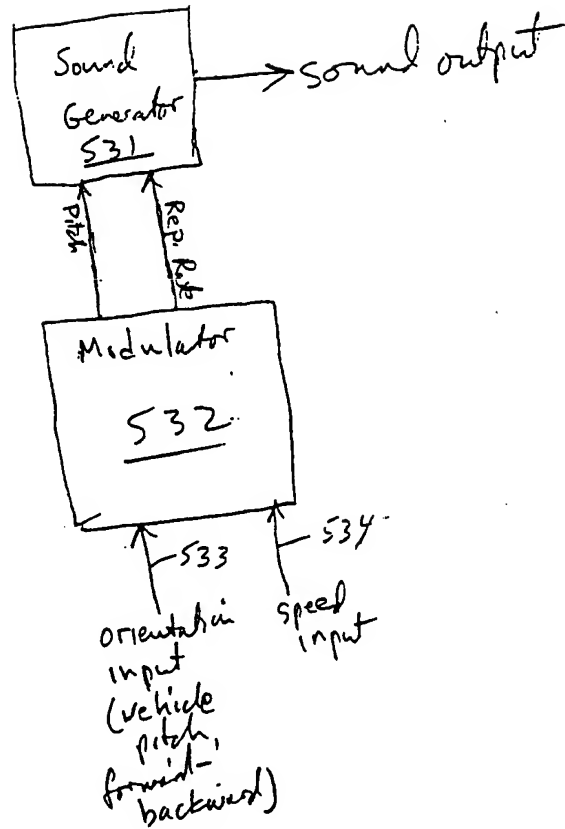 Sound
Generator
531
sound output
Pitch
Rep. Rate
Modulator
532
533
534
orientation
input
(vehicle
pitch,
forward-
backward)
speed
input